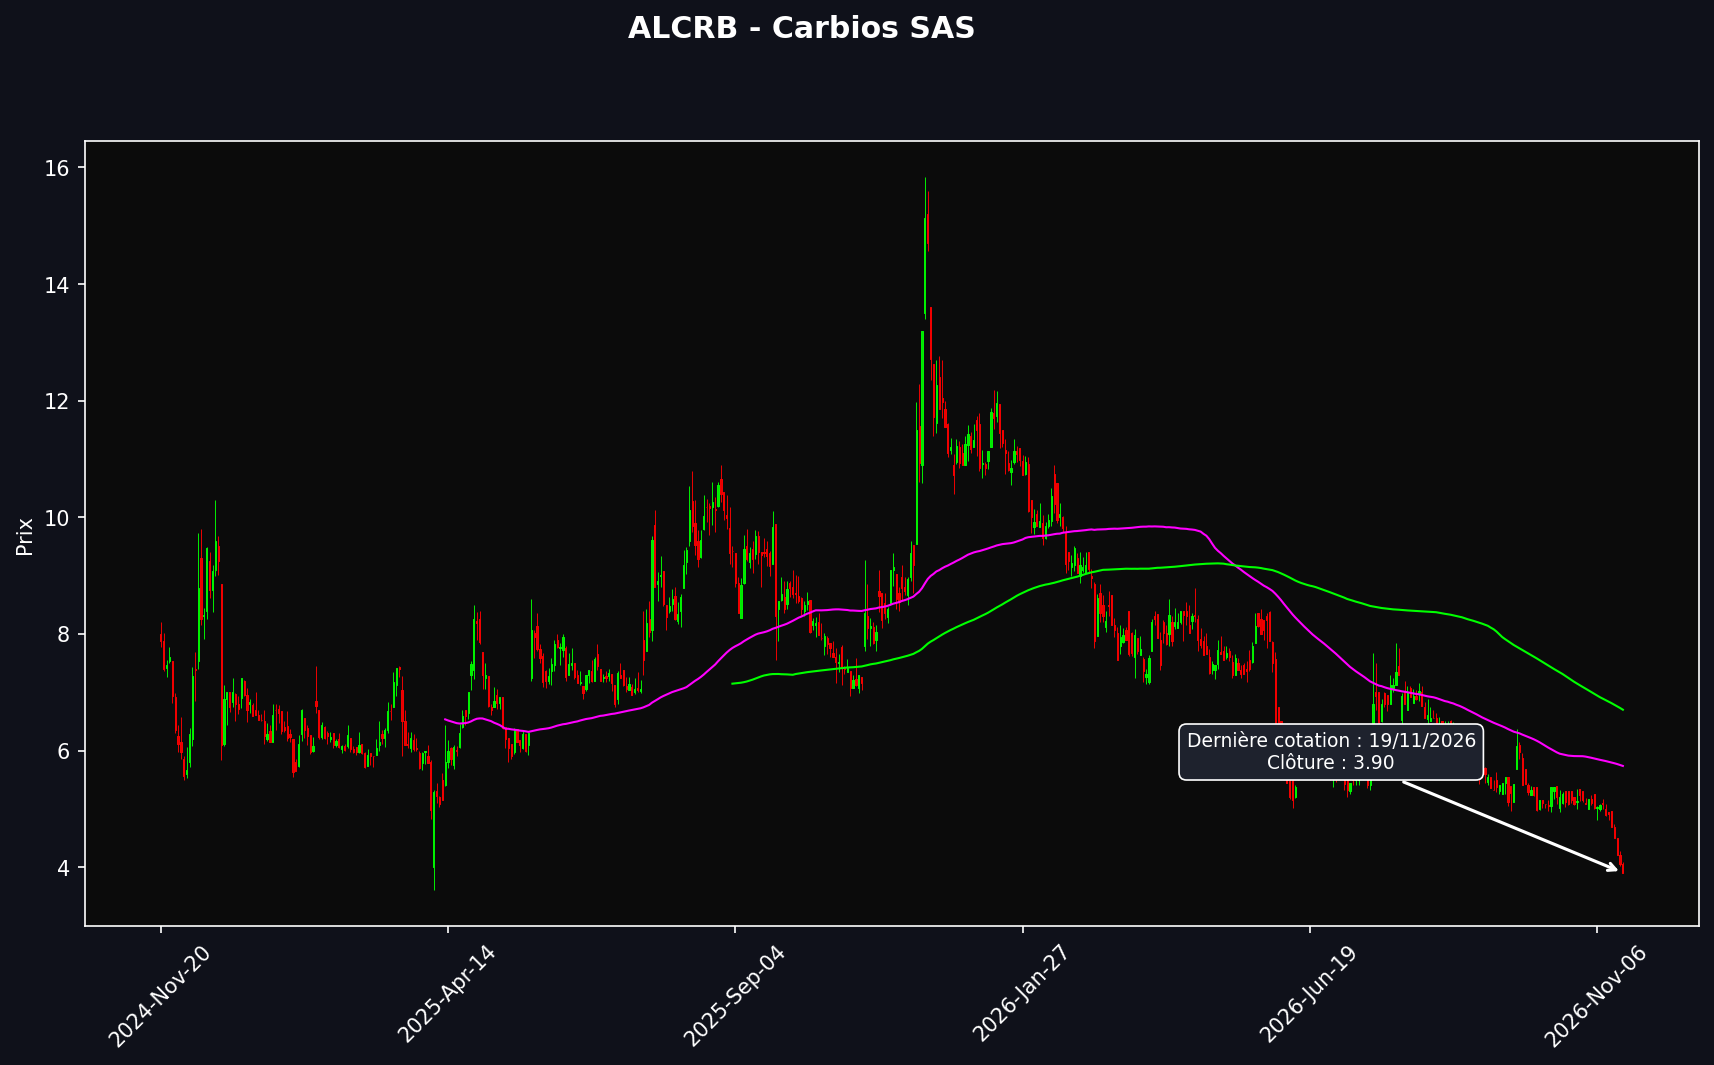 ALCRB - Carbios SAS
Prix
16
14
12
10
8
6
4
Dernière cotation : 19/11/2026
Clôture : 3.90
2024-Nov-20
2025-Apr-14
2025-Sep-04
2026-Jan-27
2026-Jun-19
2026-Nov-06